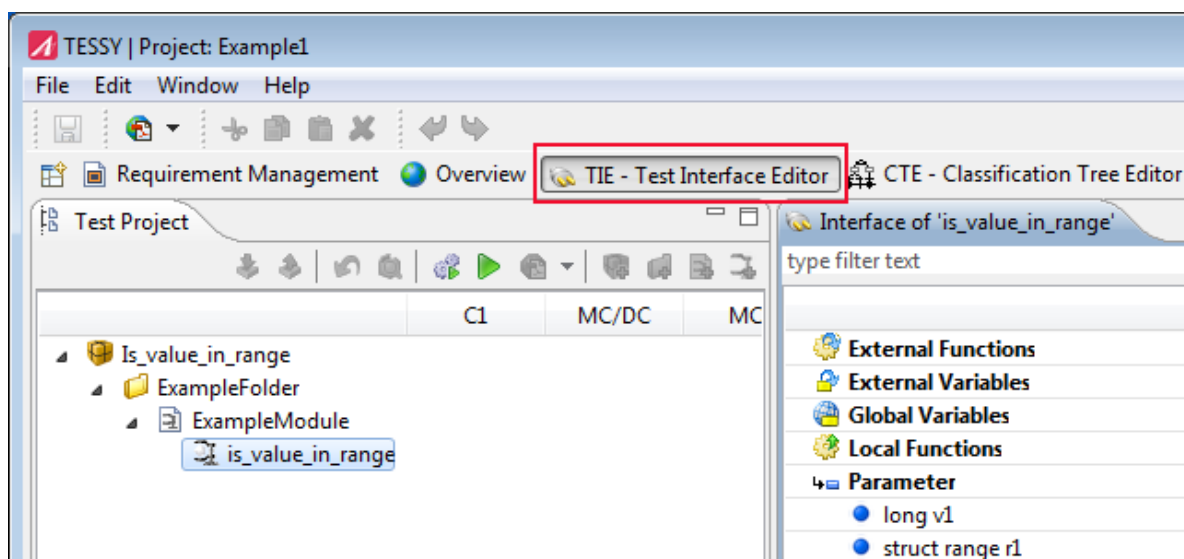 TESSY | Project: Example1
File Edit Window Help
Requirement Management Overview TIE - Test Interface Editor CTE - Classification Tree Editor
Test Project
C1 MC/DC MC
Is_value_in_range
ExampleFolder
ExampleModule
is_value_in_range
Interface of 'is_value_in_range'
type filter text
External Functions
External Variables
Global Variables
Local Functions
Parameter
long v1
struct range r1